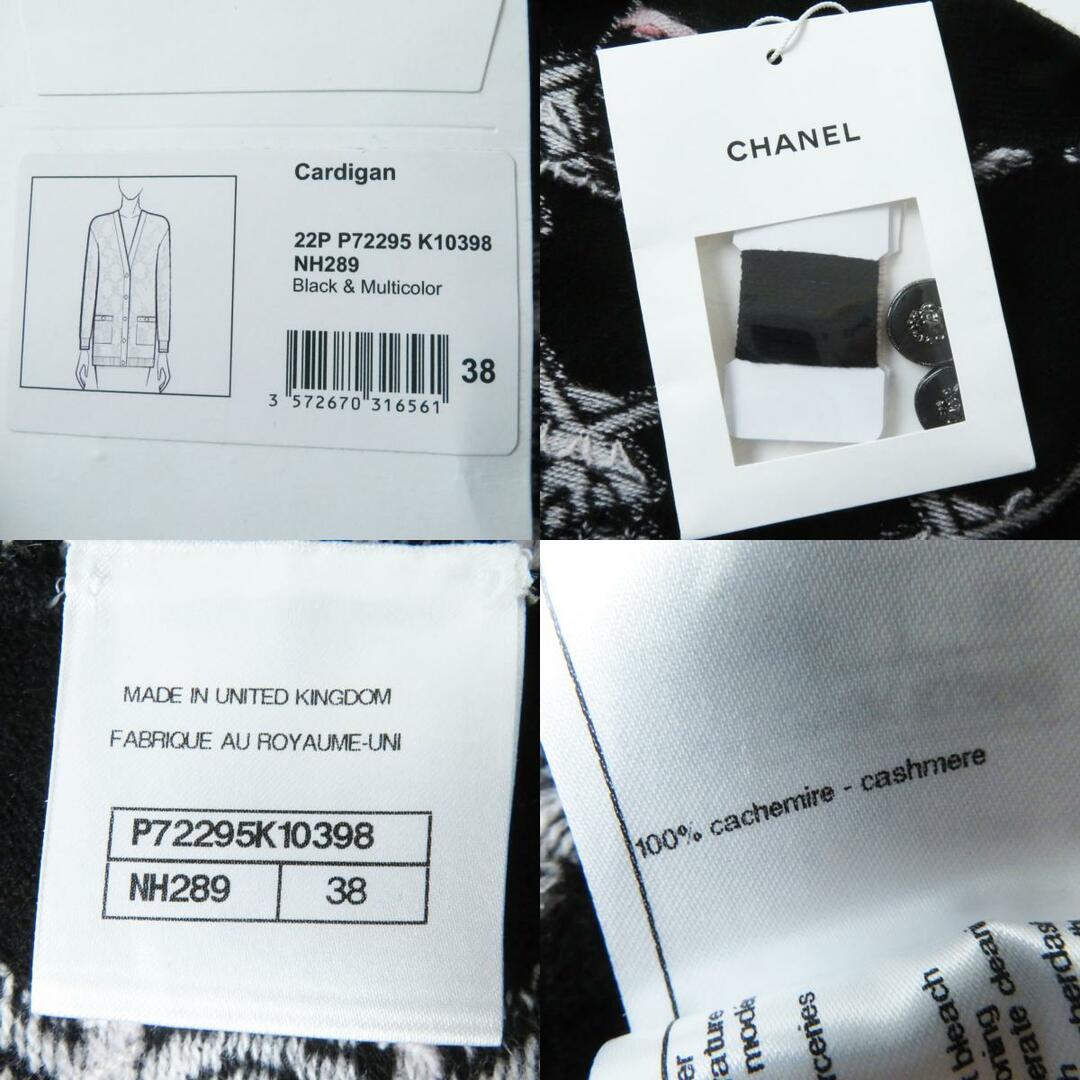 Cardigan
22P P72295 K10398
NH289
Black & Multicolor
38
3 572670 316561
CHANEL
MADE IN UNITED KINGDOM
FABRIQUE AU ROYAUME-UNI
P72295K10398
NH289 38
100% cachemire - cashmere
bleach